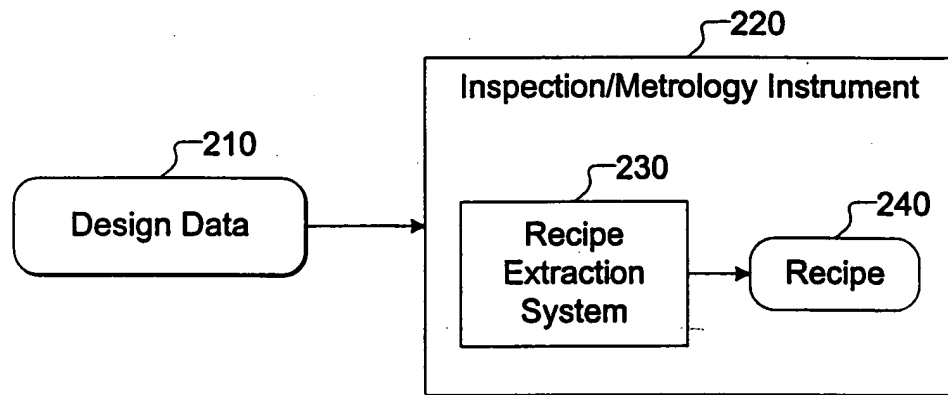 220
Inspection/Metrology Instrument
210
Design Data
230
Recipe
Extraction
System
240
Recipe